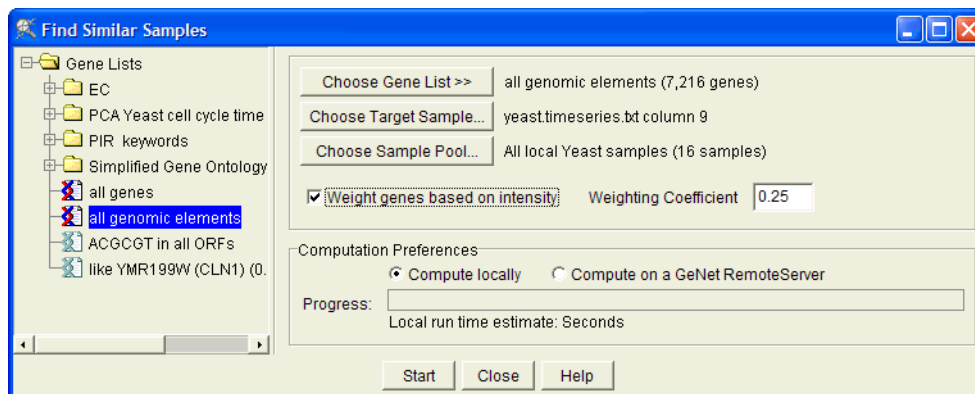 Find Similar Samples
Gene Lists
EC
PCA Yeast cell cycle time
PIR keywords
Simplified Gene Ontology
all genes
all genomic elements
ACGCGT in all ORFs
like YMR199W (CLN1) (0.
Choose Gene List >> all genomic elements (7,216 genes)
Choose Target Sample... yeast.timeseries.txt column 9
Choose Sample Pool... All local Yeast samples (16 samples)
Weight genes based on intensity Weighting Coefficient 0.25
Computation Preferences
Compute locally Compute on a GeNet RemoteServer
Progress:
Local run time estimate: Seconds
Start Close Help